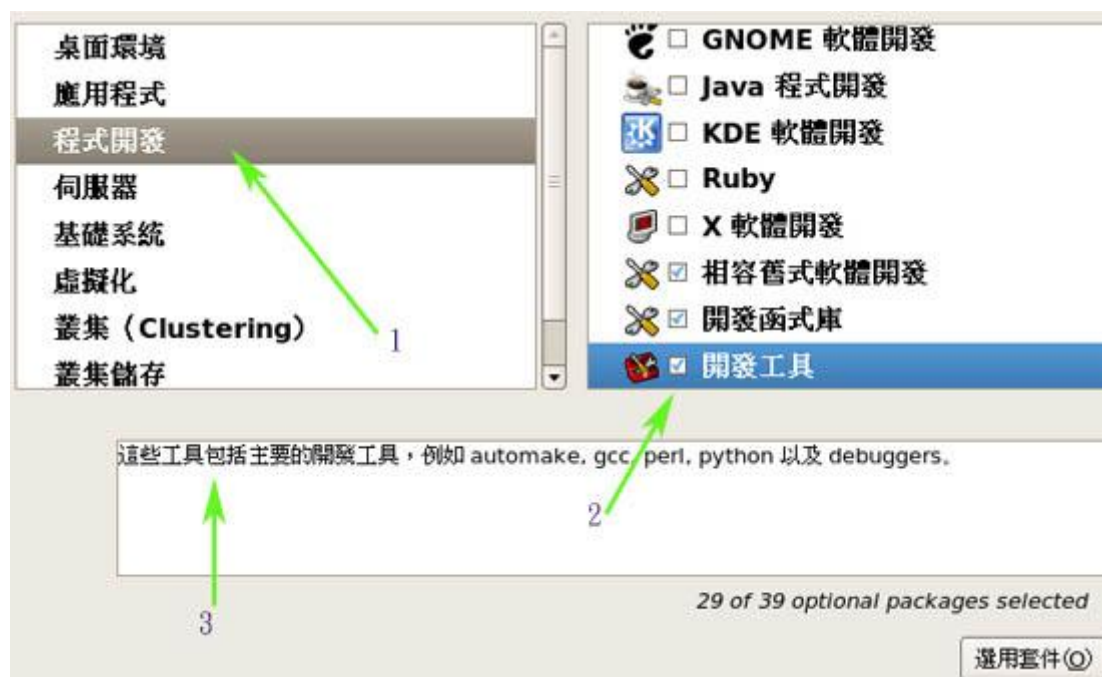 桌面環境
應用程式
程式開發
伺服器
基礎系統
虛擬化
叢集（Clustering）
叢集儲存
GNOME 軟體開發
Java 程式開發
KDE 軟體開發
Ruby
X 軟體開發
相容舊式軟體開發
開發函式庫
開發工具
1
2
這些工具包括主要的開發工具，例如 automake, gcc, perl, python 以及 debuggers。
3
29 of 39 optional packages selected
選用套件(O)